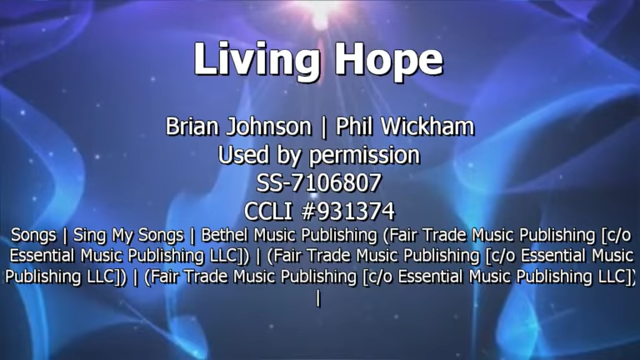 Living Hope
Brian Johnson | Phil Wickham
Used by permission
SS-7106807
CCLI #931374
Songs | Sing My Songs | Bethel Music Publishing (Fair Trade Music Publishing [c/o
Essential Music Publishing LLC]) | (Fair Trade Music Publishing [c/o Essential Music
Publishing LLC]) | (Fair Trade Music Publishing [c/o Essential Music Publishing LLC])
|